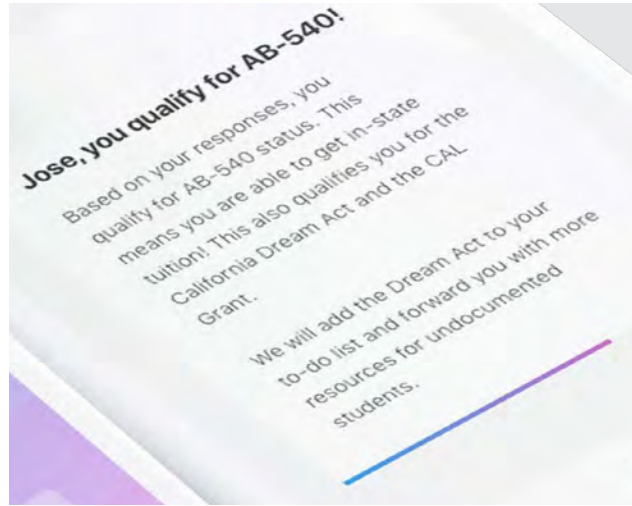 Jose, you qualify for AB-540!
Based on your responses, you
qualify for AB-540 status. This
means you are able to get in-state
tuition! This also qualifies you for the
California Dream Act and the CAL
Grant.
We will add the Dream Act to your
to-do list and forward you with more
resources for undocumented
students.